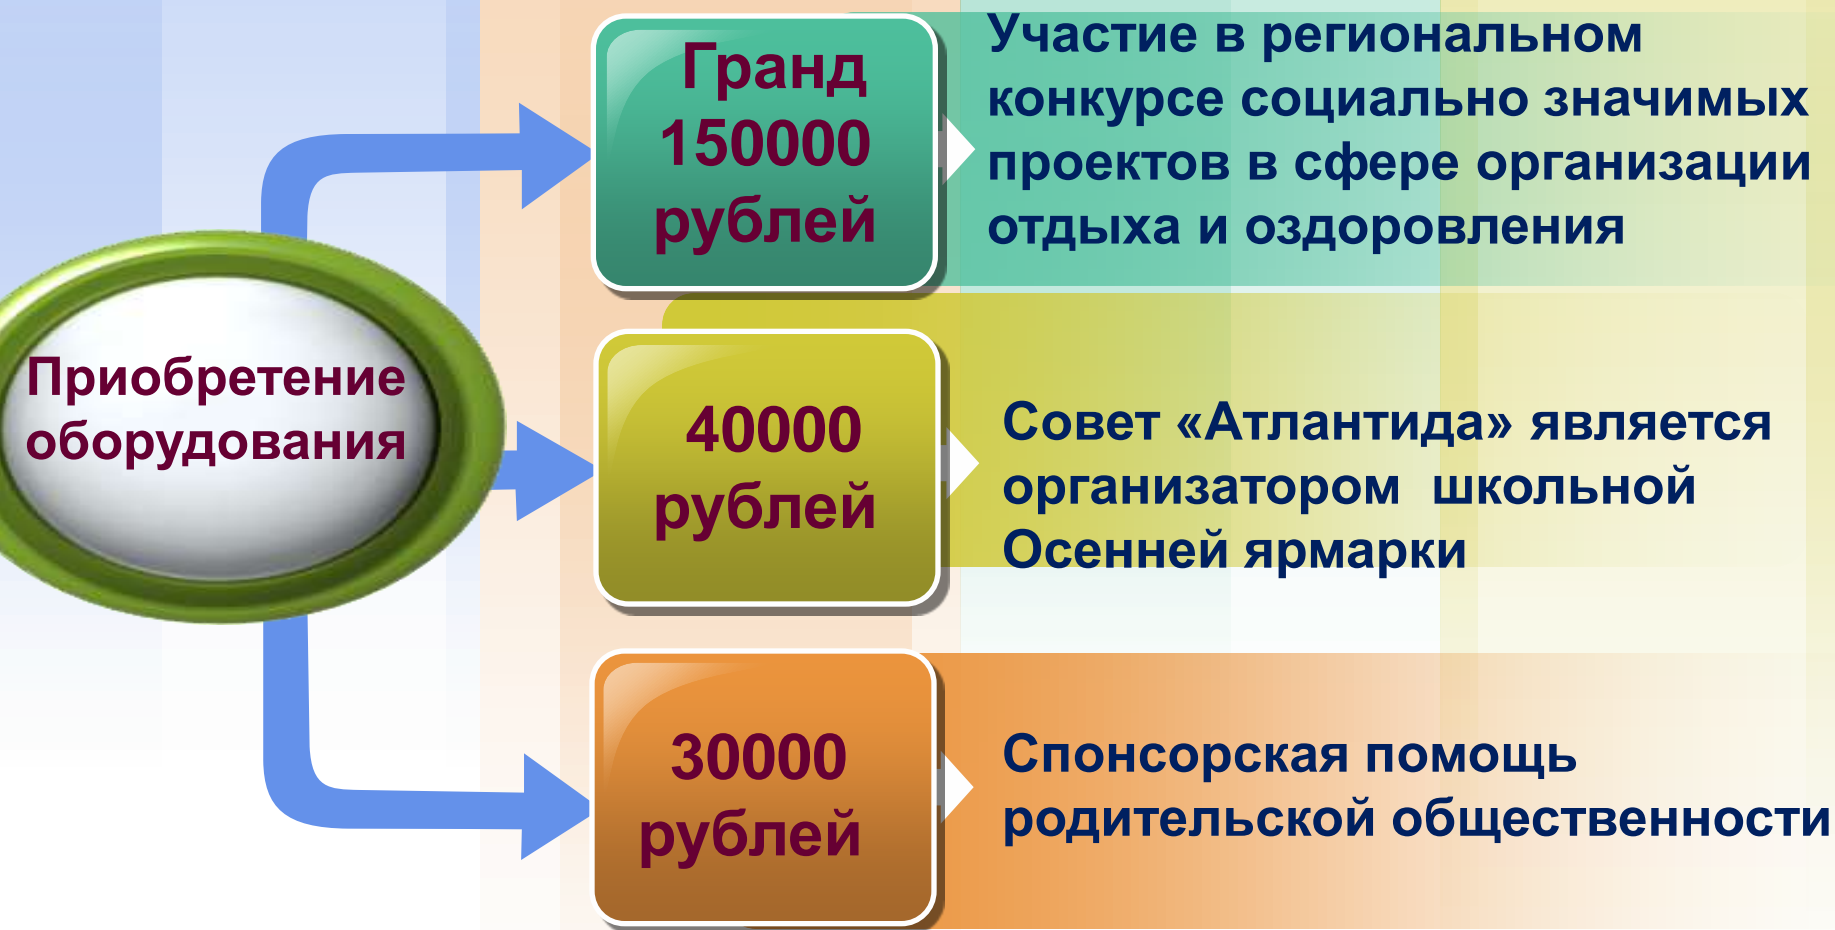 Приобретение
оборудования
Гранд
150000
рублей
Участие в региональном
конкурсе социально значимых
проектов в сфере организации
отдыха и оздоровления
40000
рублей
Совет «Атлантида» является
организатором школьной
Осенней ярмарки
30000
рублей
Спонсорская помощь
родительской общественности